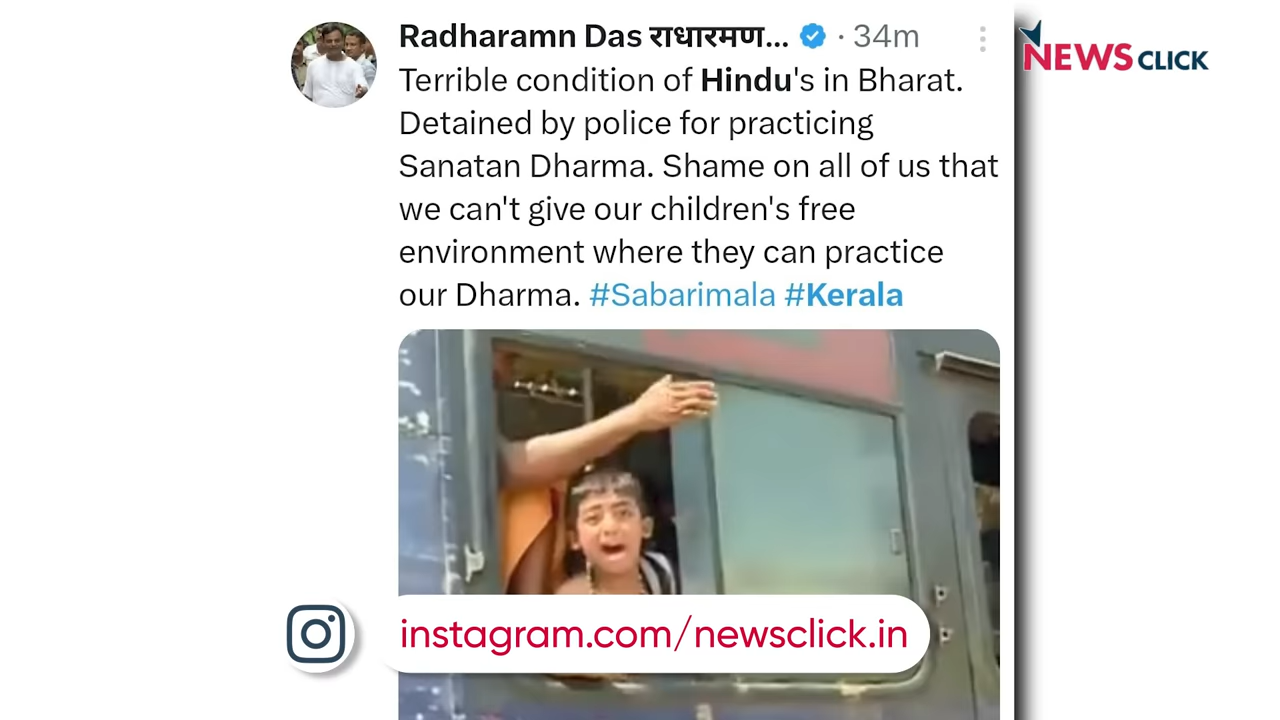 Radharamn Das राधारमण... · 34m
NEWS CLICK
Terrible condition of Hindu's in Bharat.
Detained by police for practicing
Sanatan Dharma. Shame on all of us that
we can't give our children's free
environment where they can practice
our Dharma. #Sabarimala #Kerala
instagram.com/newsclick.in